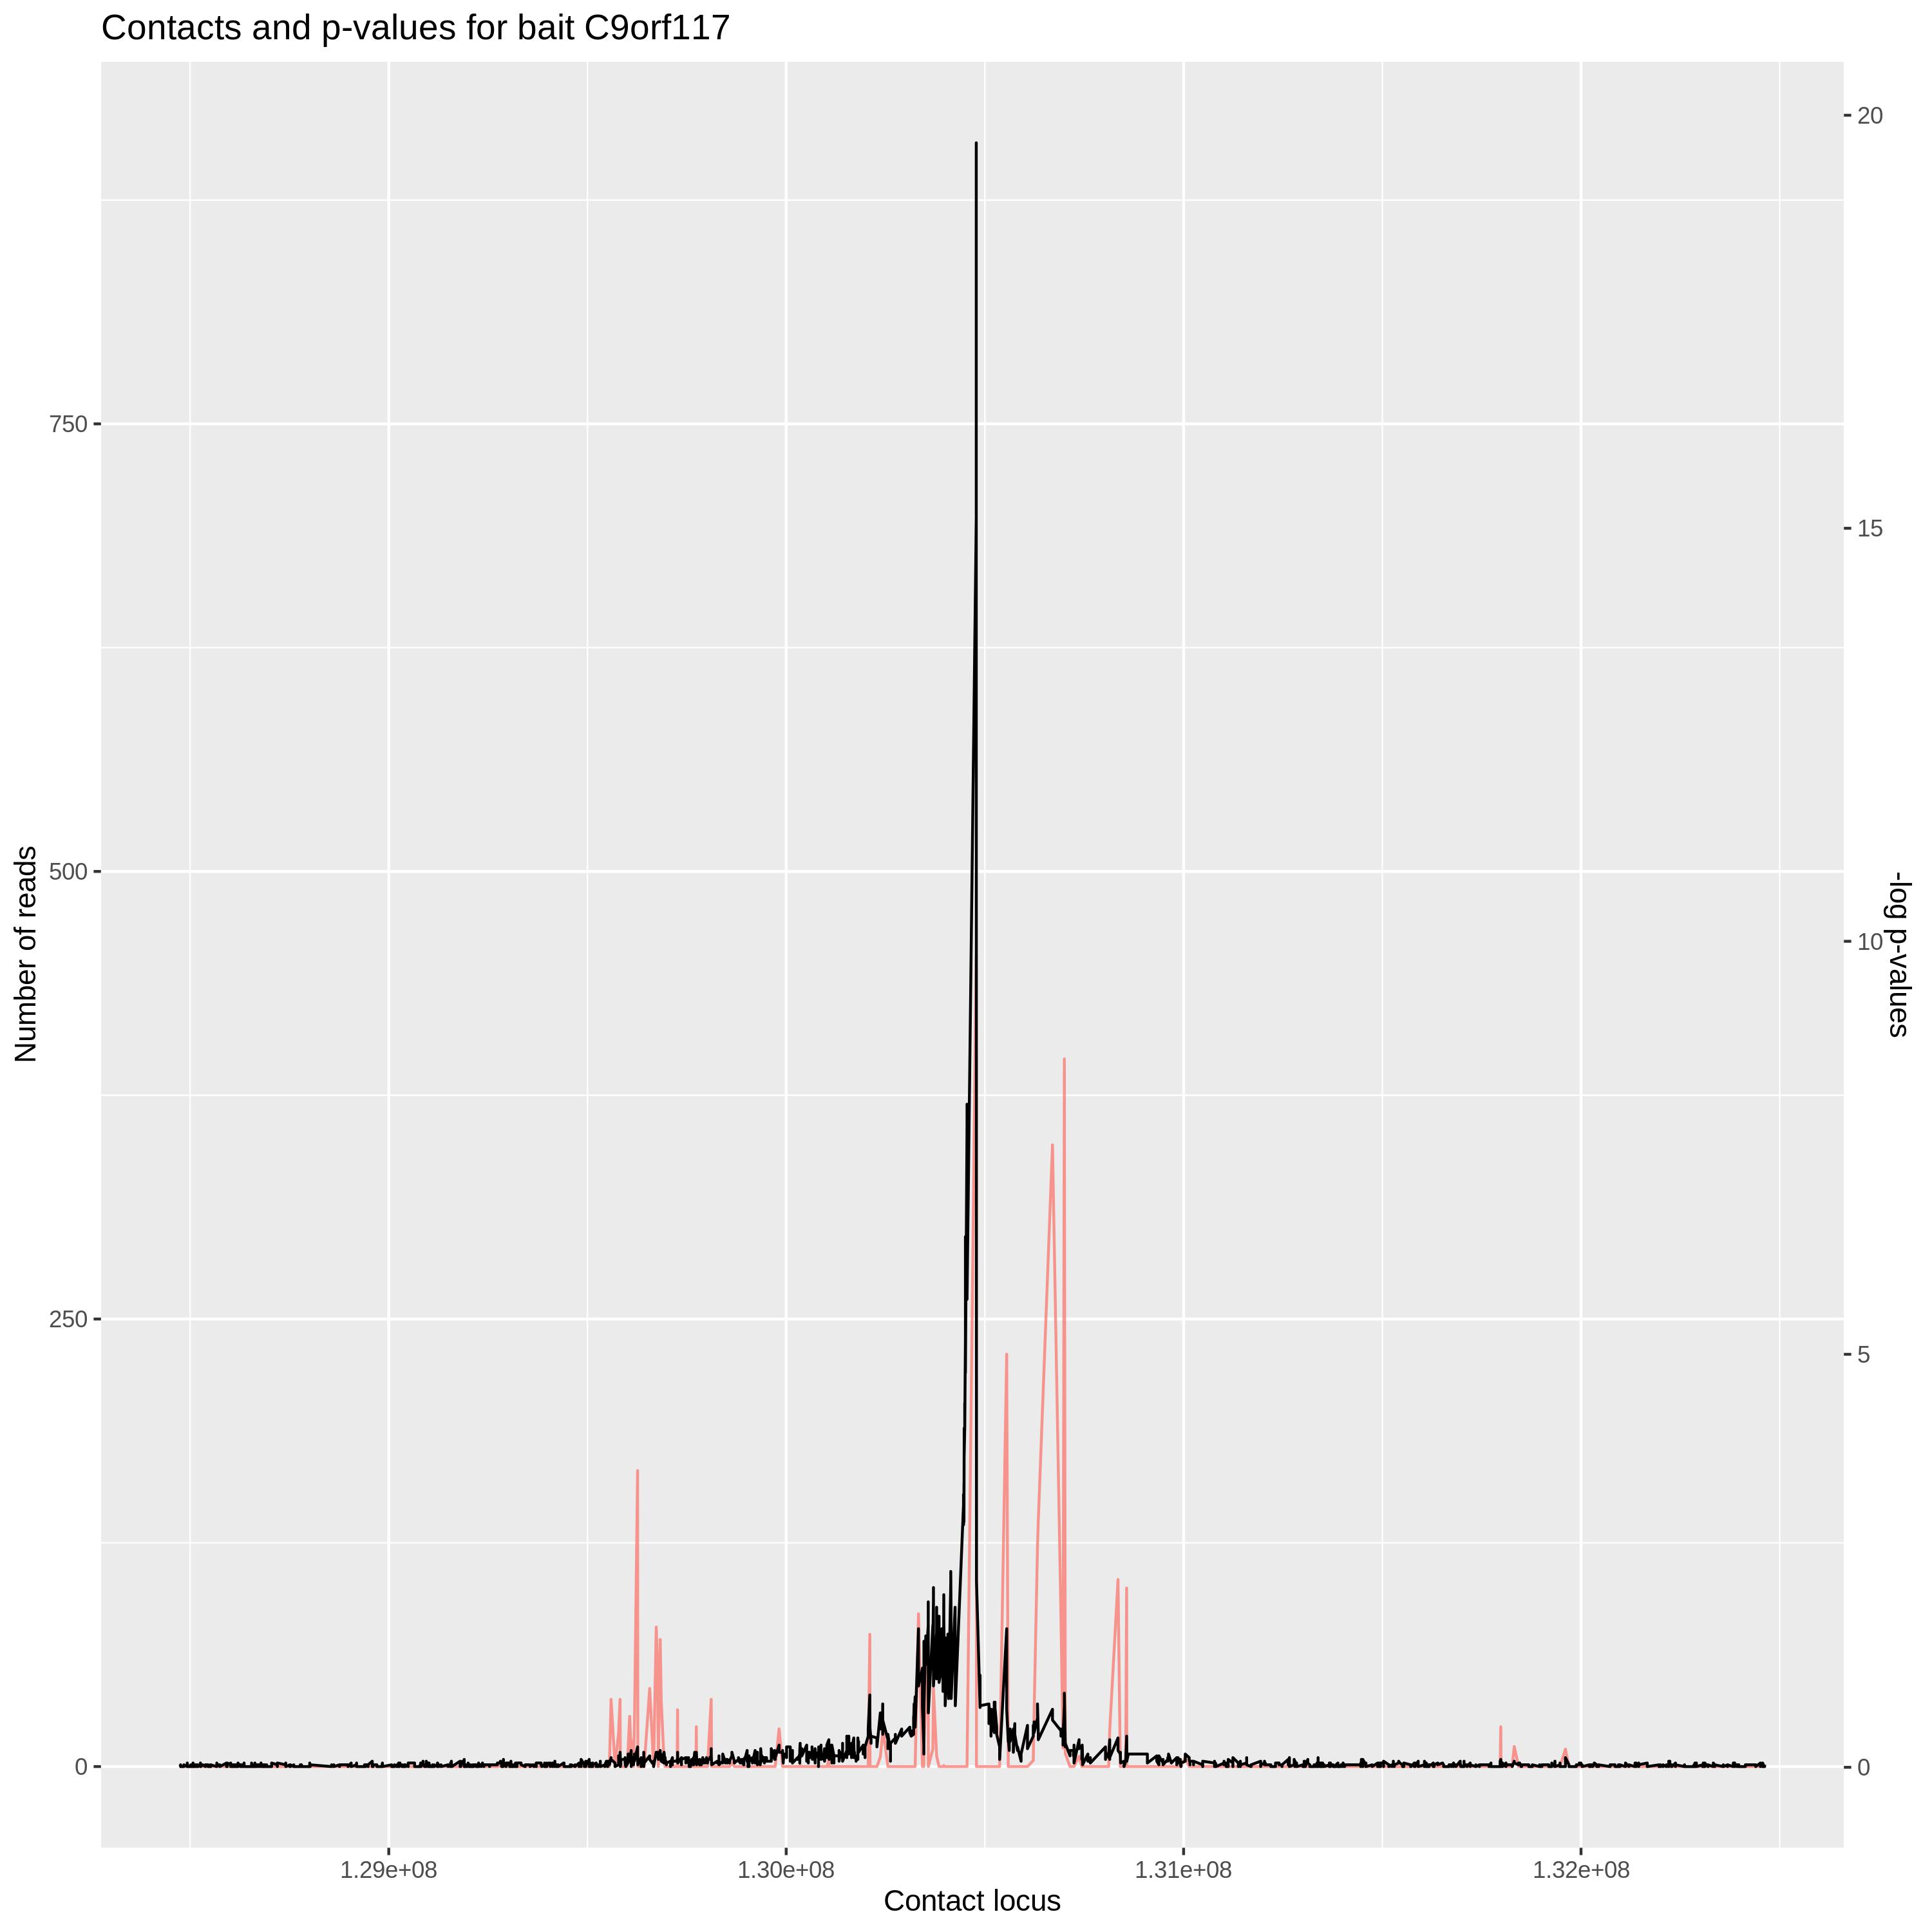 Contacts and p-values for bait C9orf117
20
750
15
Number of reads
500
10
-log p-values
250
5
0
0
1.29e+08
1.30e+08
1.31e+08
1.32e+08
Contact locus